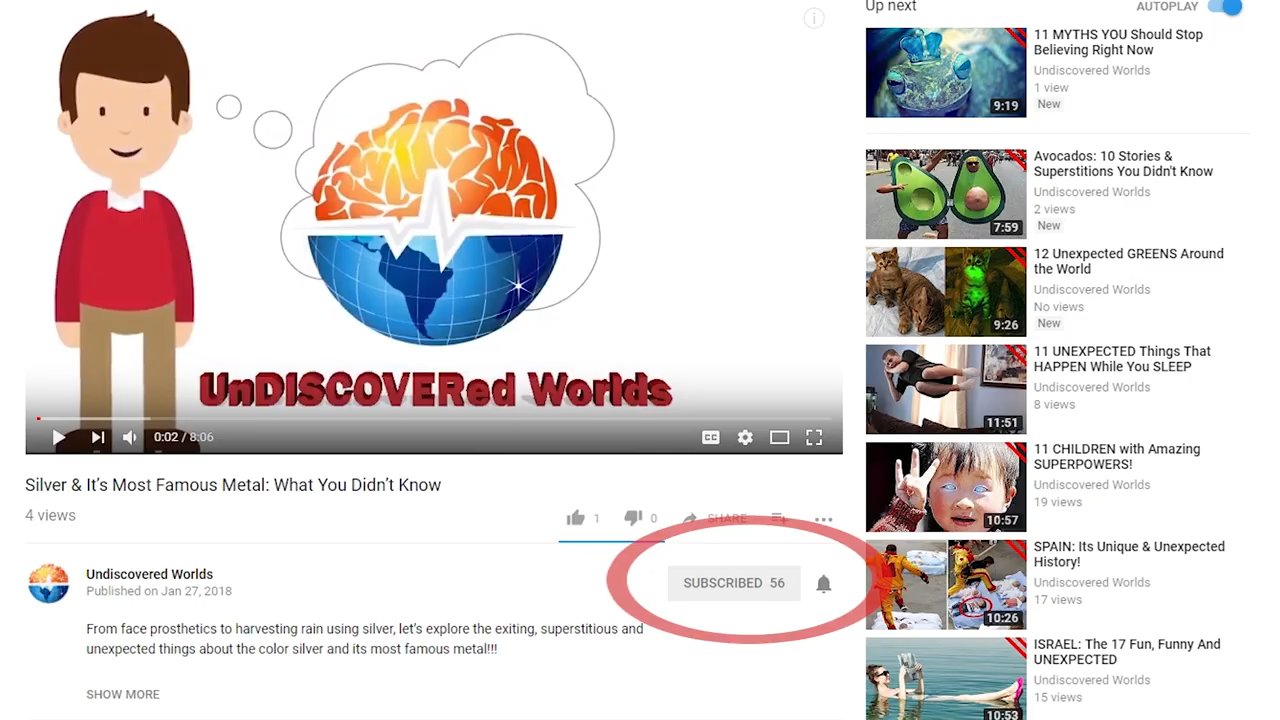 Up next
AUTOPLAY
11 MYTHS YOU Should Stop
Believing Right Now
Undiscovered Worlds
1 view
New
9:19
Avocados: 10 Stories &
Superstitions You Didn't Know
Undiscovered Worlds
2 views
New
7:59
12 Unexpected GREENS Around
the World
Undiscovered Worlds
No views
New
9:26
11 UNEXPECTED Things That
HAPPEN While You SLEEP
Undiscovered Worlds
8 views
11:51
11 CHILDREN with Amazing
SUPERPOWERS!
Undiscovered Worlds
19 views
10:57
SPAIN: Its Unique & Unexpected
History!
Undiscovered Worlds
17 views
10:26
ISRAEL: The 17 Fun, Funny And
UNEXPECTED
Undiscovered Worlds
15 views
10:53
UnDISCOVERed Worlds
0:02 / 8:06
CC
Silver & It’s Most Famous Metal: What You Didn’t Know
4 views
1 0 SHARE
Undiscovered Worlds
Published on Jan 27, 2018
SUBSCRIBED 56
From face prosthetics to harvesting rain using silver, let’s explore the exiting, superstitious and
unexpected things about the color silver and its most famous metal!!!
SHOW MORE